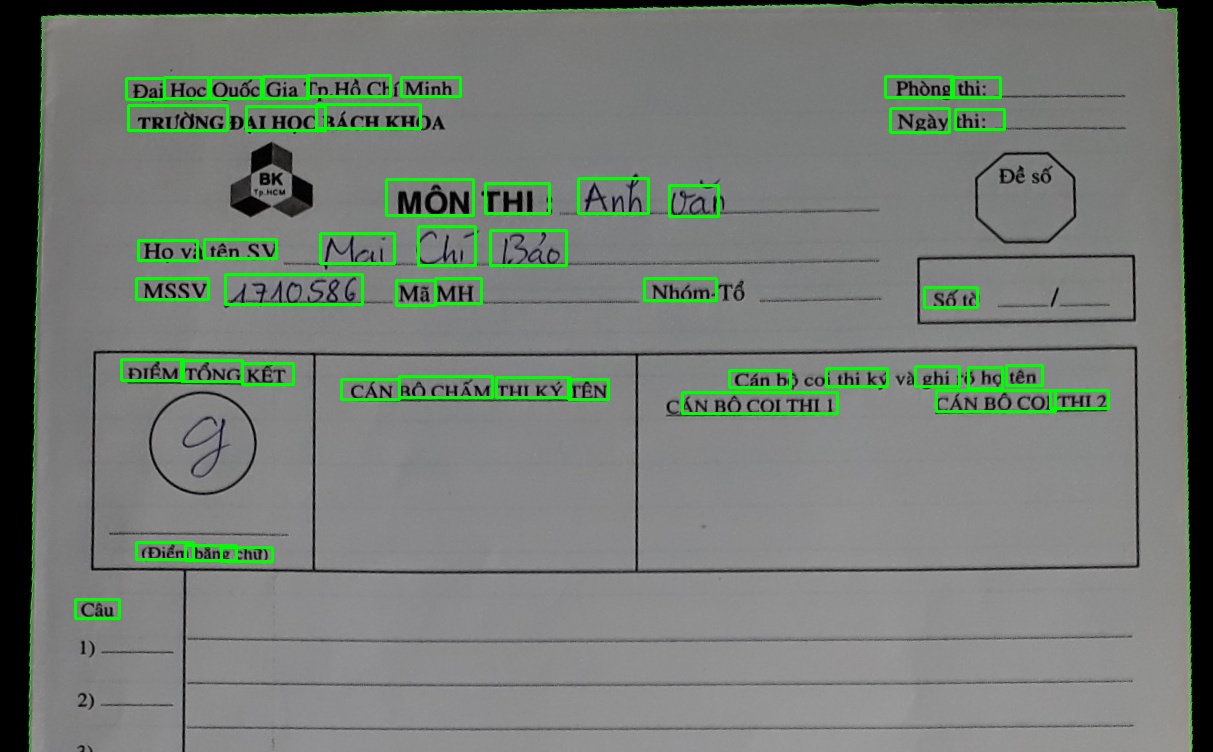 Đại Học Quốc Gia Tp.Hồ Chí Minh
TRƯỜNG ĐẠI HỌC BÁCH KHOA
Phòng thi:
Ngày thi:
BK
Tp.HCM
MÔN THI : Anh văn
Đề số
Họ và tên SV Mai Chí Bảo
MSSV 1710586 Mã MH Nhóm-Tổ
Số tờ /
ĐIỂM TỔNG KẾT
CÁN BỘ CHẤM THI KÝ TÊN
Cán bộ coi thi ký và ghi rõ họ tên
CÁN BỘ COI THI 1 CÁN BỘ COI THI 2
9
(Điểm bằng chữ)
Câu
1)
2)
3)